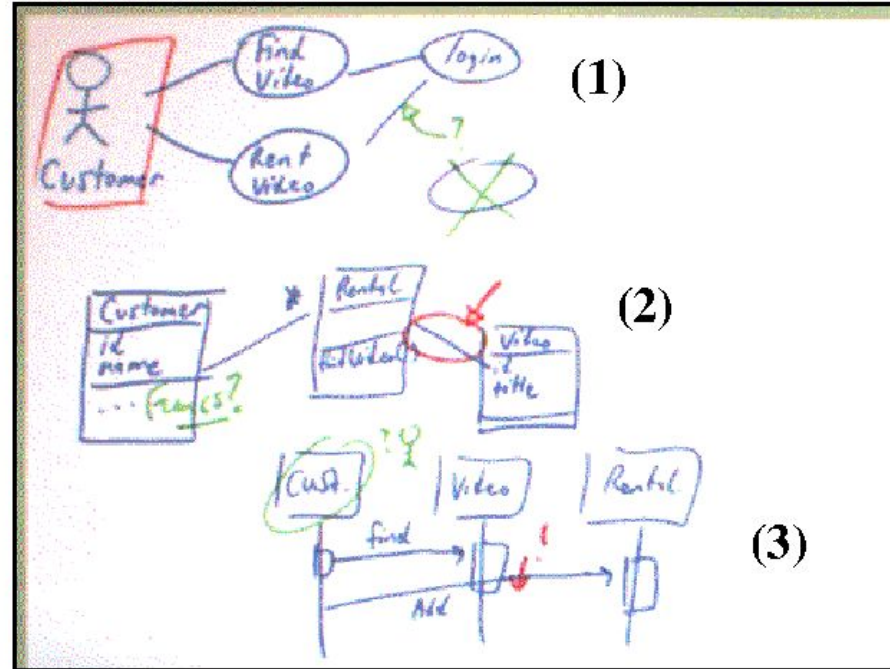 Find
Video
login
(1)
?
Rent
Video
Customer
*
Rental
(2)
Customer
id
name
Video
id
title
...
?
?
Cust.
Video
Rental
find
!
(3)
Add